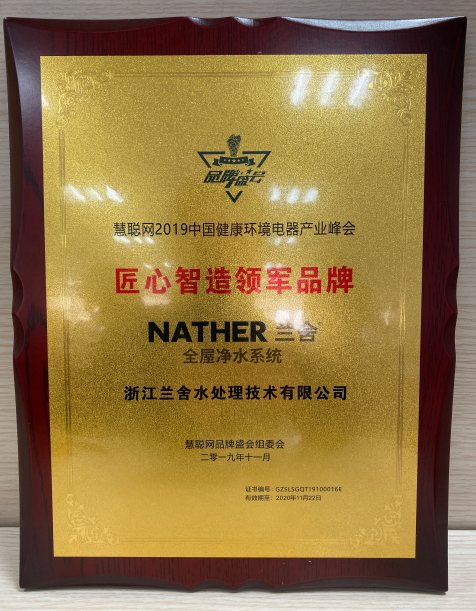 品牌盛会
慧聪网2019中国健康环境电器产业峰会
匠心智造领军品牌
NATHER 兰舍
全屋净水系统
浙江兰舍水处理技术有限公司
慧聪网品牌盛会组委会
二零一九年十一月
证书编号：GZSLSGQT19100016E
有效期至：2020年11月22日